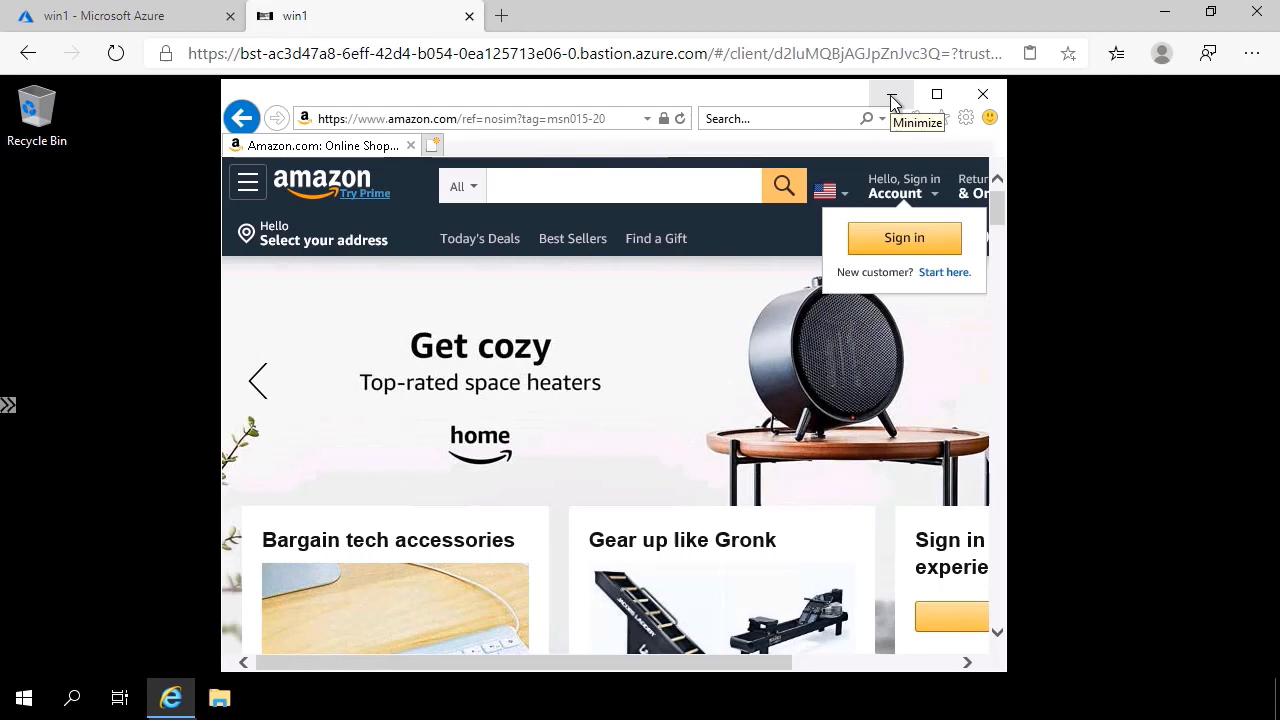 win1 - Microsoft Azure
win1
https://bst-ac3d47a8-6eff-42d4-b054-0ea125713e06-0.bastion.azure.com/#/client/d2luMQBjAGJpZnJvc3Q=?trust...
Recycle Bin
https://www.amazon.com/ref=nosim?tag=msn015-20
Search...
Minimize
Amazon.com: Online Shop...
amazon
Try Prime
All
Hello, Sign in
Account
Retur
& Or
Hello
Select your address
Today's Deals
Best Sellers
Find a Gift
Sign in
New customer? Start here.
Get cozy
Top-rated space heaters
home
Bargain tech accessories
Gear up like Gronk
Sign in
experie